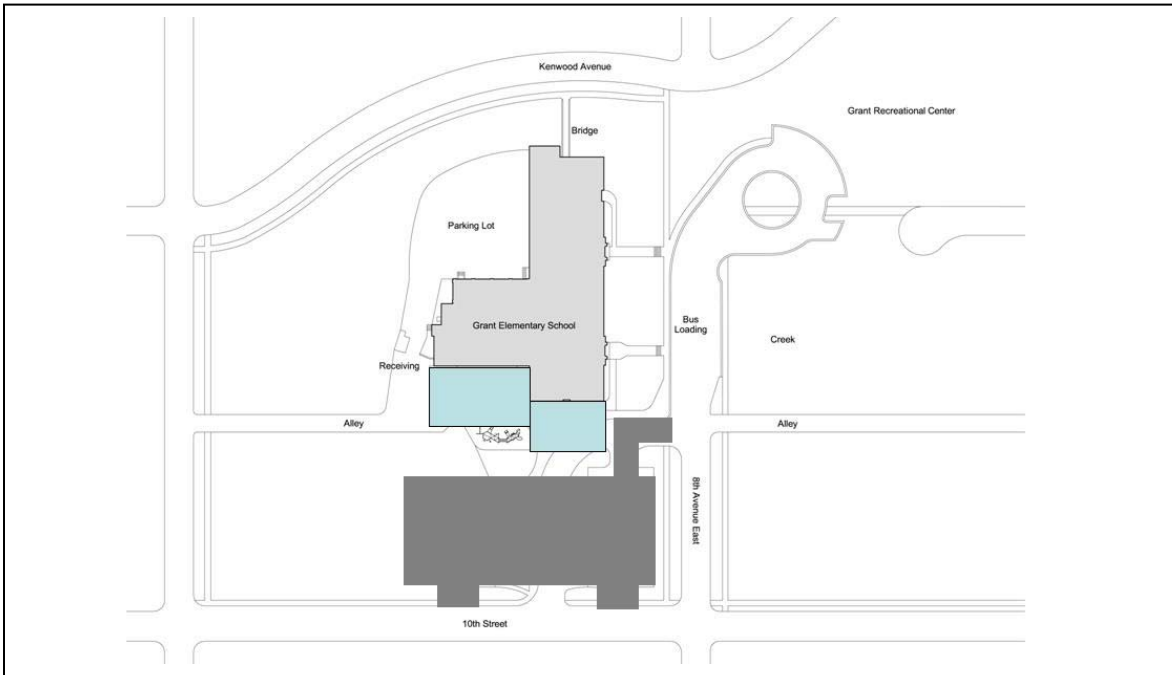 Kenwood Avenue
Grant Recreational Center
Bridge
Parking Lot
Grant Elementary School
Bus
Loading
Creek
Receiving
Alley
Alley
8th Avenue East
10th Street